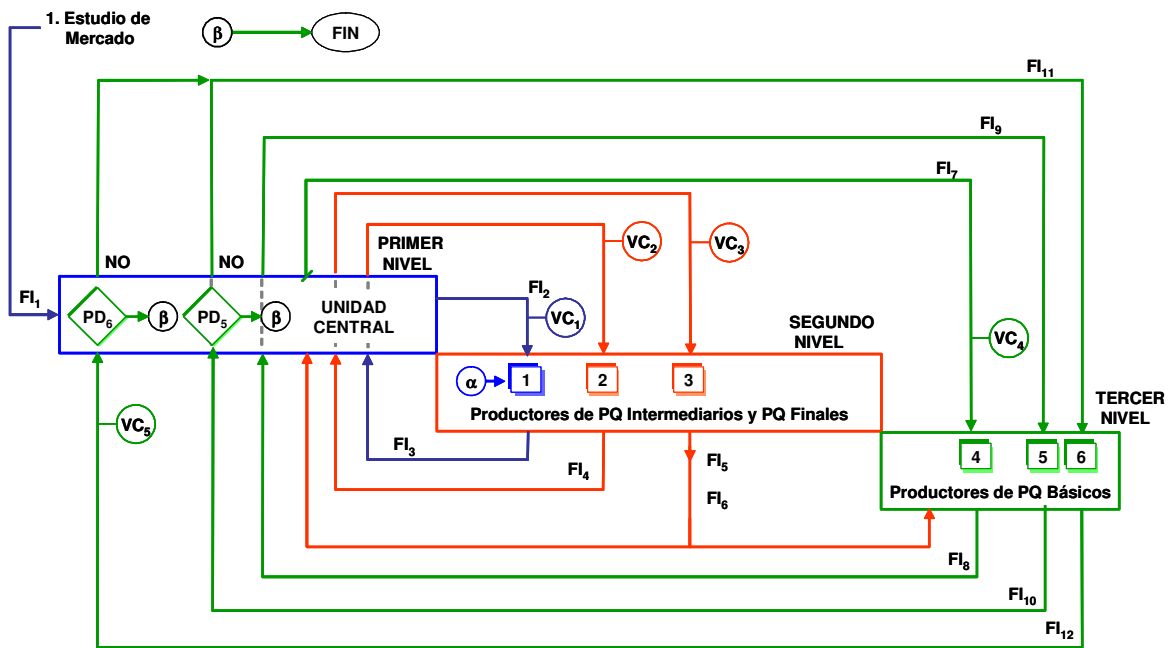 1. Estudio de
Mercado
β
FIN
FI11
FI9
FI7
VC2
VC3
PRIMER
NIVEL
NO
NO
FI1
FI2
PD6
β
PD5
β
UNIDAD
CENTRAL
VC1
SEGUNDO
NIVEL
VC4
α
1
2
3
Productores de PQ Intermediarios y PQ Finales
TERCER
NIVEL
VC5
FI3
FI4
FI5
FI6
4
5
6
Productores de PQ Básicos
FI8
FI10
FI12